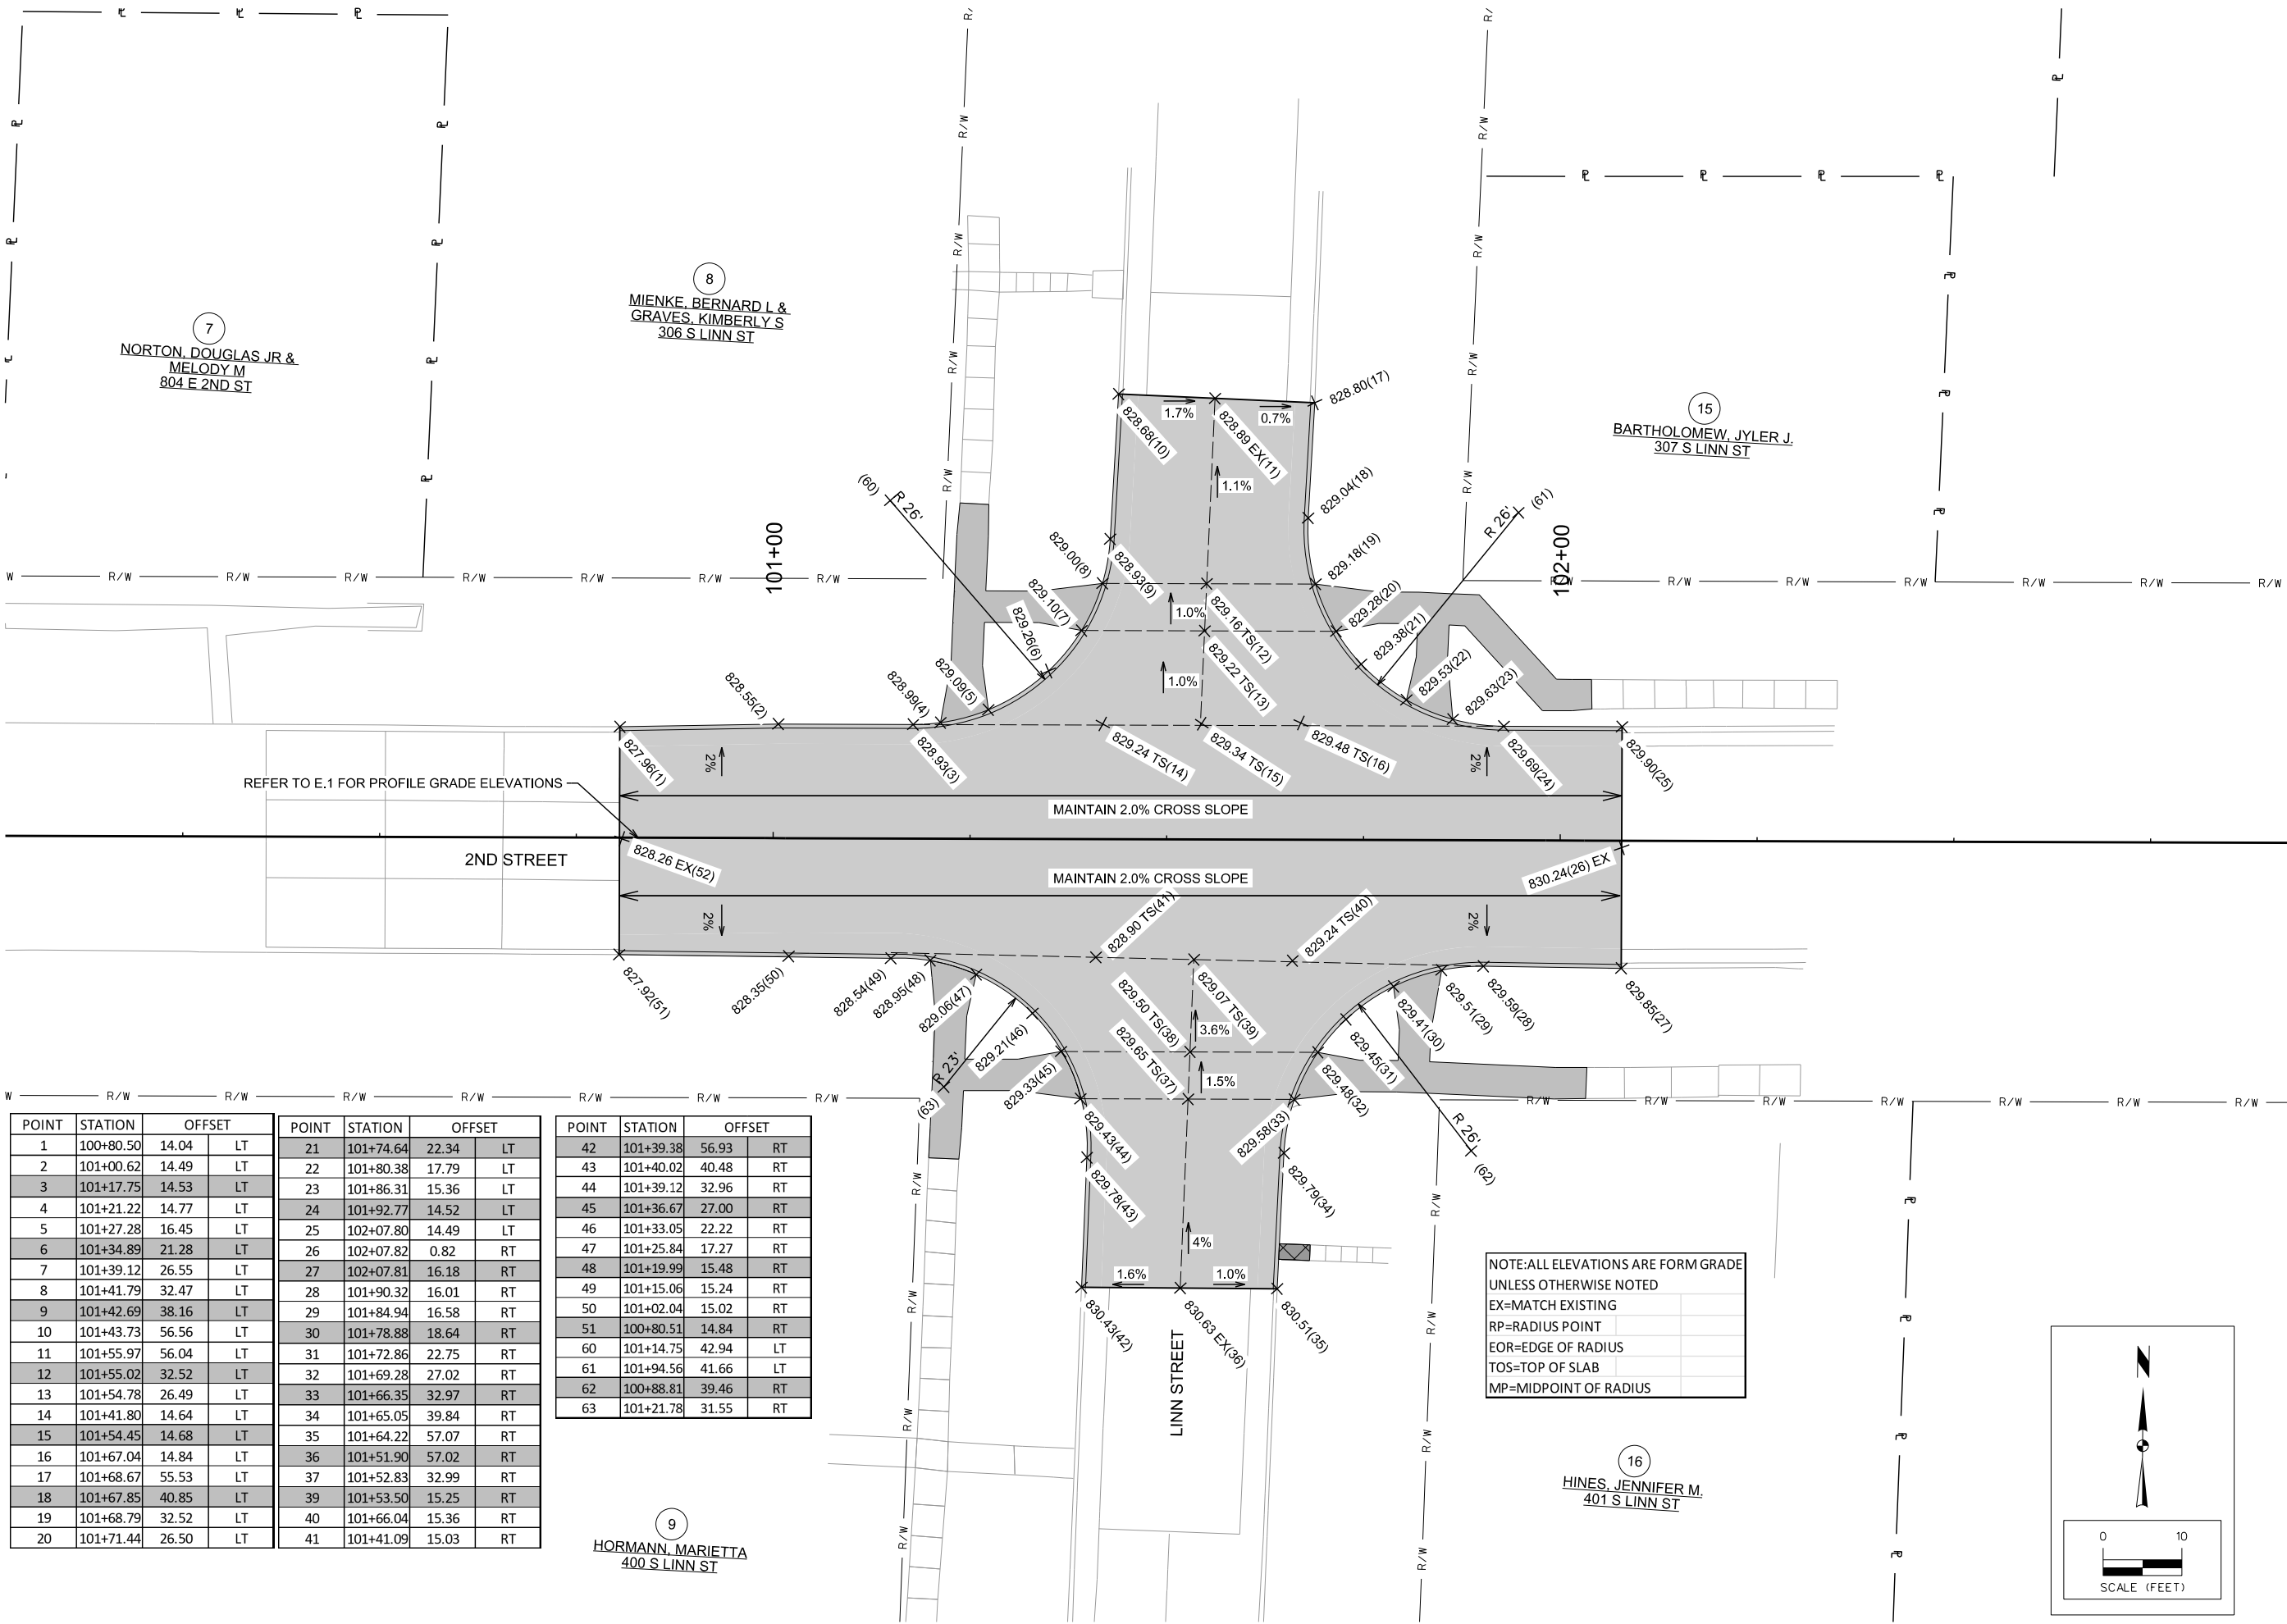 7
NORTON, DOUGLAS JR &
MELODY M
804 E 2ND ST
8
MIENKE, BERNARD L &
GRAVES, KIMBERLY S
306 S LINN ST
15
BARTHOLOMEW, JYLER J.
307 S LINN ST
1.7%
0.7%
828.80(17)
828.68(10)
828.89 EX(11)
1.1%
829.04(18)
(60)
R 26'
R 26'
(61)
101+00
102+00
829.00(8)
828.93(9)
829.18(19)
829.10(7)
1.0%
829.16 TS(12)
829.28(20)
829.26(6)
829.22 TS(13)
829.38(21)
829.09(5)
1.0%
829.53(22)
828.55(2)
828.99(4)
829.63(23)
827.96(1)
828.93(3)
829.24 TS(14)
829.34 TS(15)
829.48 TS(16)
829.69(24)
829.90(25)
2%
2%
REFER TO E.1 FOR PROFILE GRADE ELEVATIONS
MAINTAIN 2.0% CROSS SLOPE
2ND STREET
828.26 EX(52)
830.24(26) EX
MAINTAIN 2.0% CROSS SLOPE
2%
2%
828.90 TS(41)
829.24 TS(40)
827.92(51)
828.35(50)
828.54(49)
828.95(48)
829.06(47)
829.21(46)
829.33(45)
829.50 TS(38)
829.07 TS(39)
829.65 TS(37)
3.6%
1.5%
829.51(29)
829.59(28)
829.85(27)
829.41(30)
829.45(31)
829.48(32)
829.58(33)
R 23'
(63)
R 26'
(62)
829.43(44)
829.78(43)
829.79(34)
4%
1.6%
1.0%
830.43(42)
830.63 EX(36)
830.51(35)
LINN STREET
R/W R/W R/W R/W R/W R/W R/W R/W
POINT STATION OFFSET
1 100+80.50 14.04 LT
2 101+00.62 14.49 LT
3 101+17.75 14.53 LT
4 101+21.22 14.77 LT
5 101+27.28 16.45 LT
6 101+34.89 21.28 LT
7 101+39.12 26.55 LT
8 101+41.79 32.47 LT
9 101+42.69 38.16 LT
10 101+43.73 56.56 LT
11 101+55.97 56.04 LT
12 101+55.02 32.52 LT
13 101+54.78 26.49 LT
14 101+41.80 14.64 LT
15 101+54.45 14.68 LT
16 101+67.04 14.84 LT
17 101+68.67 55.53 LT
18 101+67.85 40.85 LT
19 101+68.79 32.52 LT
20 101+71.44 26.50 LT
POINT STATION OFFSET
21 101+74.64 22.34 LT
22 101+80.38 17.79 LT
23 101+86.31 15.36 LT
24 101+92.77 14.52 LT
25 102+07.80 14.49 LT
26 102+07.82 0.82 RT
27 102+07.81 16.18 RT
28 101+90.32 16.01 RT
29 101+84.94 16.58 RT
30 101+78.88 18.64 RT
31 101+72.86 22.75 RT
32 101+69.28 27.02 RT
33 101+66.35 32.97 RT
34 101+65.05 39.84 RT
35 101+64.22 57.07 RT
36 101+51.90 57.02 RT
37 101+52.83 32.99 RT
39 101+53.50 15.25 RT
40 101+66.04 15.36 RT
41 101+41.09 15.03 RT
POINT STATION OFFSET
42 101+39.38 56.93 RT
43 101+40.02 40.48 RT
44 101+39.12 32.96 RT
45 101+36.67 27.00 RT
46 101+33.05 22.22 RT
47 101+25.84 17.27 RT
48 101+19.99 15.48 RT
49 101+15.06 15.24 RT
50 101+02.04 15.02 RT
51 100+80.51 14.84 RT
60 101+14.75 42.94 LT
61 101+94.56 41.66 LT
62 100+88.81 39.46 RT
63 101+21.78 31.55 RT
NOTE:ALL ELEVATIONS ARE FORM GRADE
UNLESS OTHERWISE NOTED
EX=MATCH EXISTING
RP=RADIUS POINT
EOR=EDGE OF RADIUS
TOS=TOP OF SLAB
MP=MIDPOINT OF RADIUS
9
HORMANN, MARIETTA
400 S LINN ST
16
HINES, JENNIFER M.
401 S LINN ST
N
0 10
SCALE (FEET)